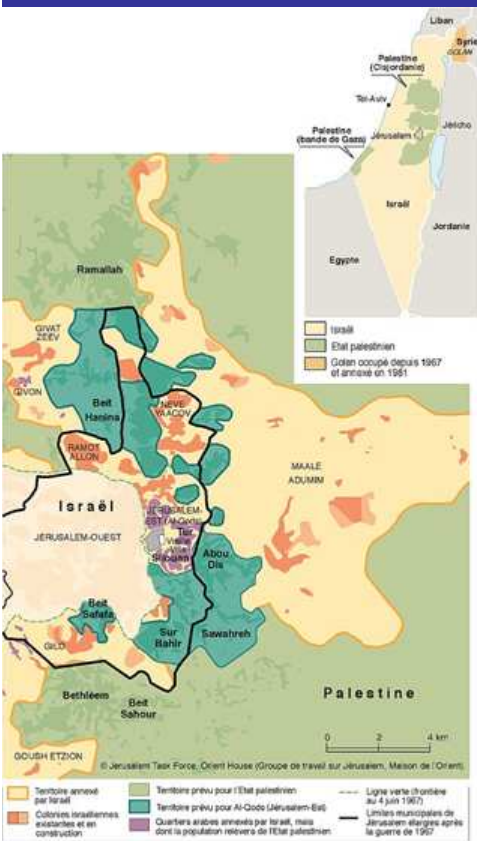 Liban
Syrie
GOLAN
Palestine
(Cisjordanie)
Tel-Aviv
Jéricho
Palestine
(bande de Gaza)
Jérusalem
Israël
Jordanie
Egypte
Israël
Etat palestinien
Golan occupé depuis 1967
et annexé en 1981
Ramallah
GIVAT
ZEEV
GIVON
Beit
Hanina
NEVE
YAACOV
RAMOT
ALLON
MAALE
ADUMIM
Israël
JÉRUSALEM-OUEST
JÉRUSALEM-
Tur
Vieille
Ville
Silouan
Abou
Dis
Beit
Safafa
Sur
Bahir
Sawahreh
GILO
Bethléem
Beit
Sahour
Palestine
0 2 4 km
GOUSH ETZION
© Jerusalem Task Force, Orient House (Groupe de travail sur Jérusalem, Maison de l'Orient).
Territoire annexé
par Israël
Colonies israéliennes
existantes et en
construction
Territoire prévu pour l'Etat palestinien
Territoire prévu pour Al-Qods (Jérusalem-Est)
Quartiers arabes annexés par Israël, mais
dont la population relèvera de l'Etat palestinien
Ligne verte (frontière
au 4 juin 1967)
Limites municipales de
Jérusalem élargies après
la guerre de 1967